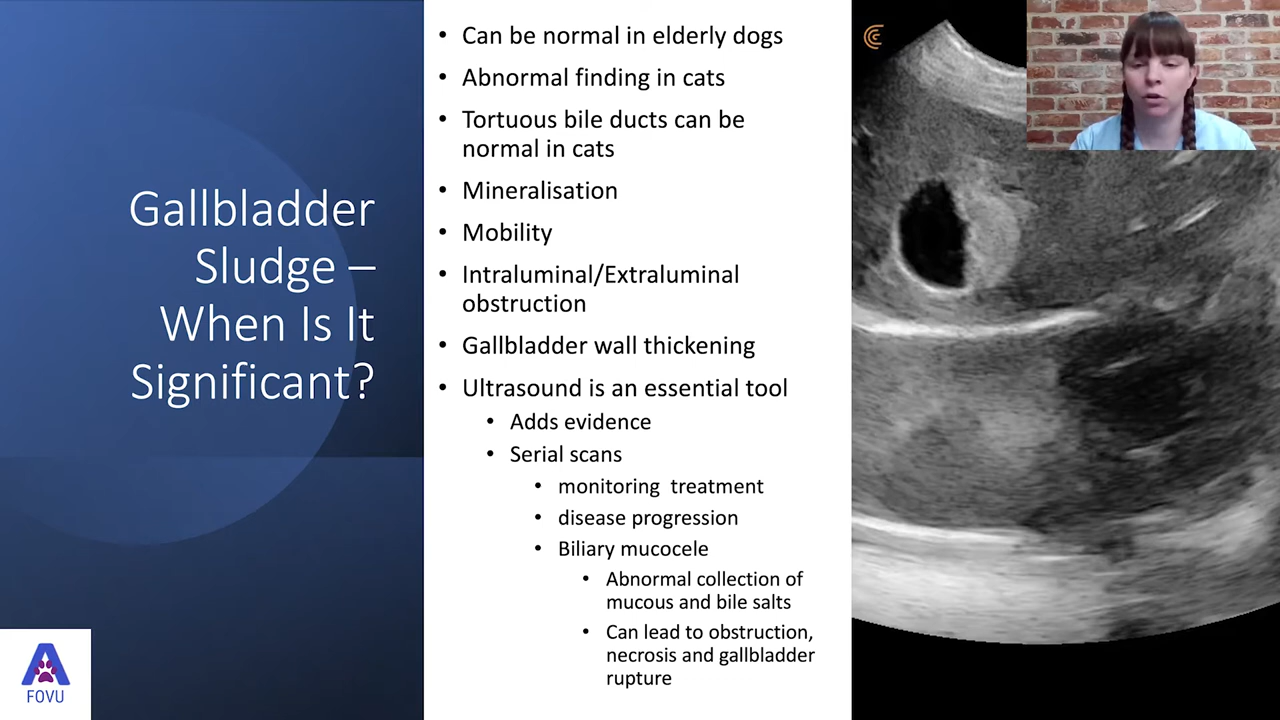 Gallbladder
Sludge –
When Is It
Significant?
• Can be normal in elderly dogs
• Abnormal finding in cats
• Tortuous bile ducts can be
normal in cats
• Mineralisation
• Mobility
• Intraluminal/Extraluminal
obstruction
• Gallbladder wall thickening
• Ultrasound is an essential tool
• Adds evidence
• Serial scans
• monitoring treatment
• disease progression
• Biliary mucocele
• Abnormal collection of
mucous and bile salts
• Can lead to obstruction,
necrosis and gallbladder
rupture
FOVU